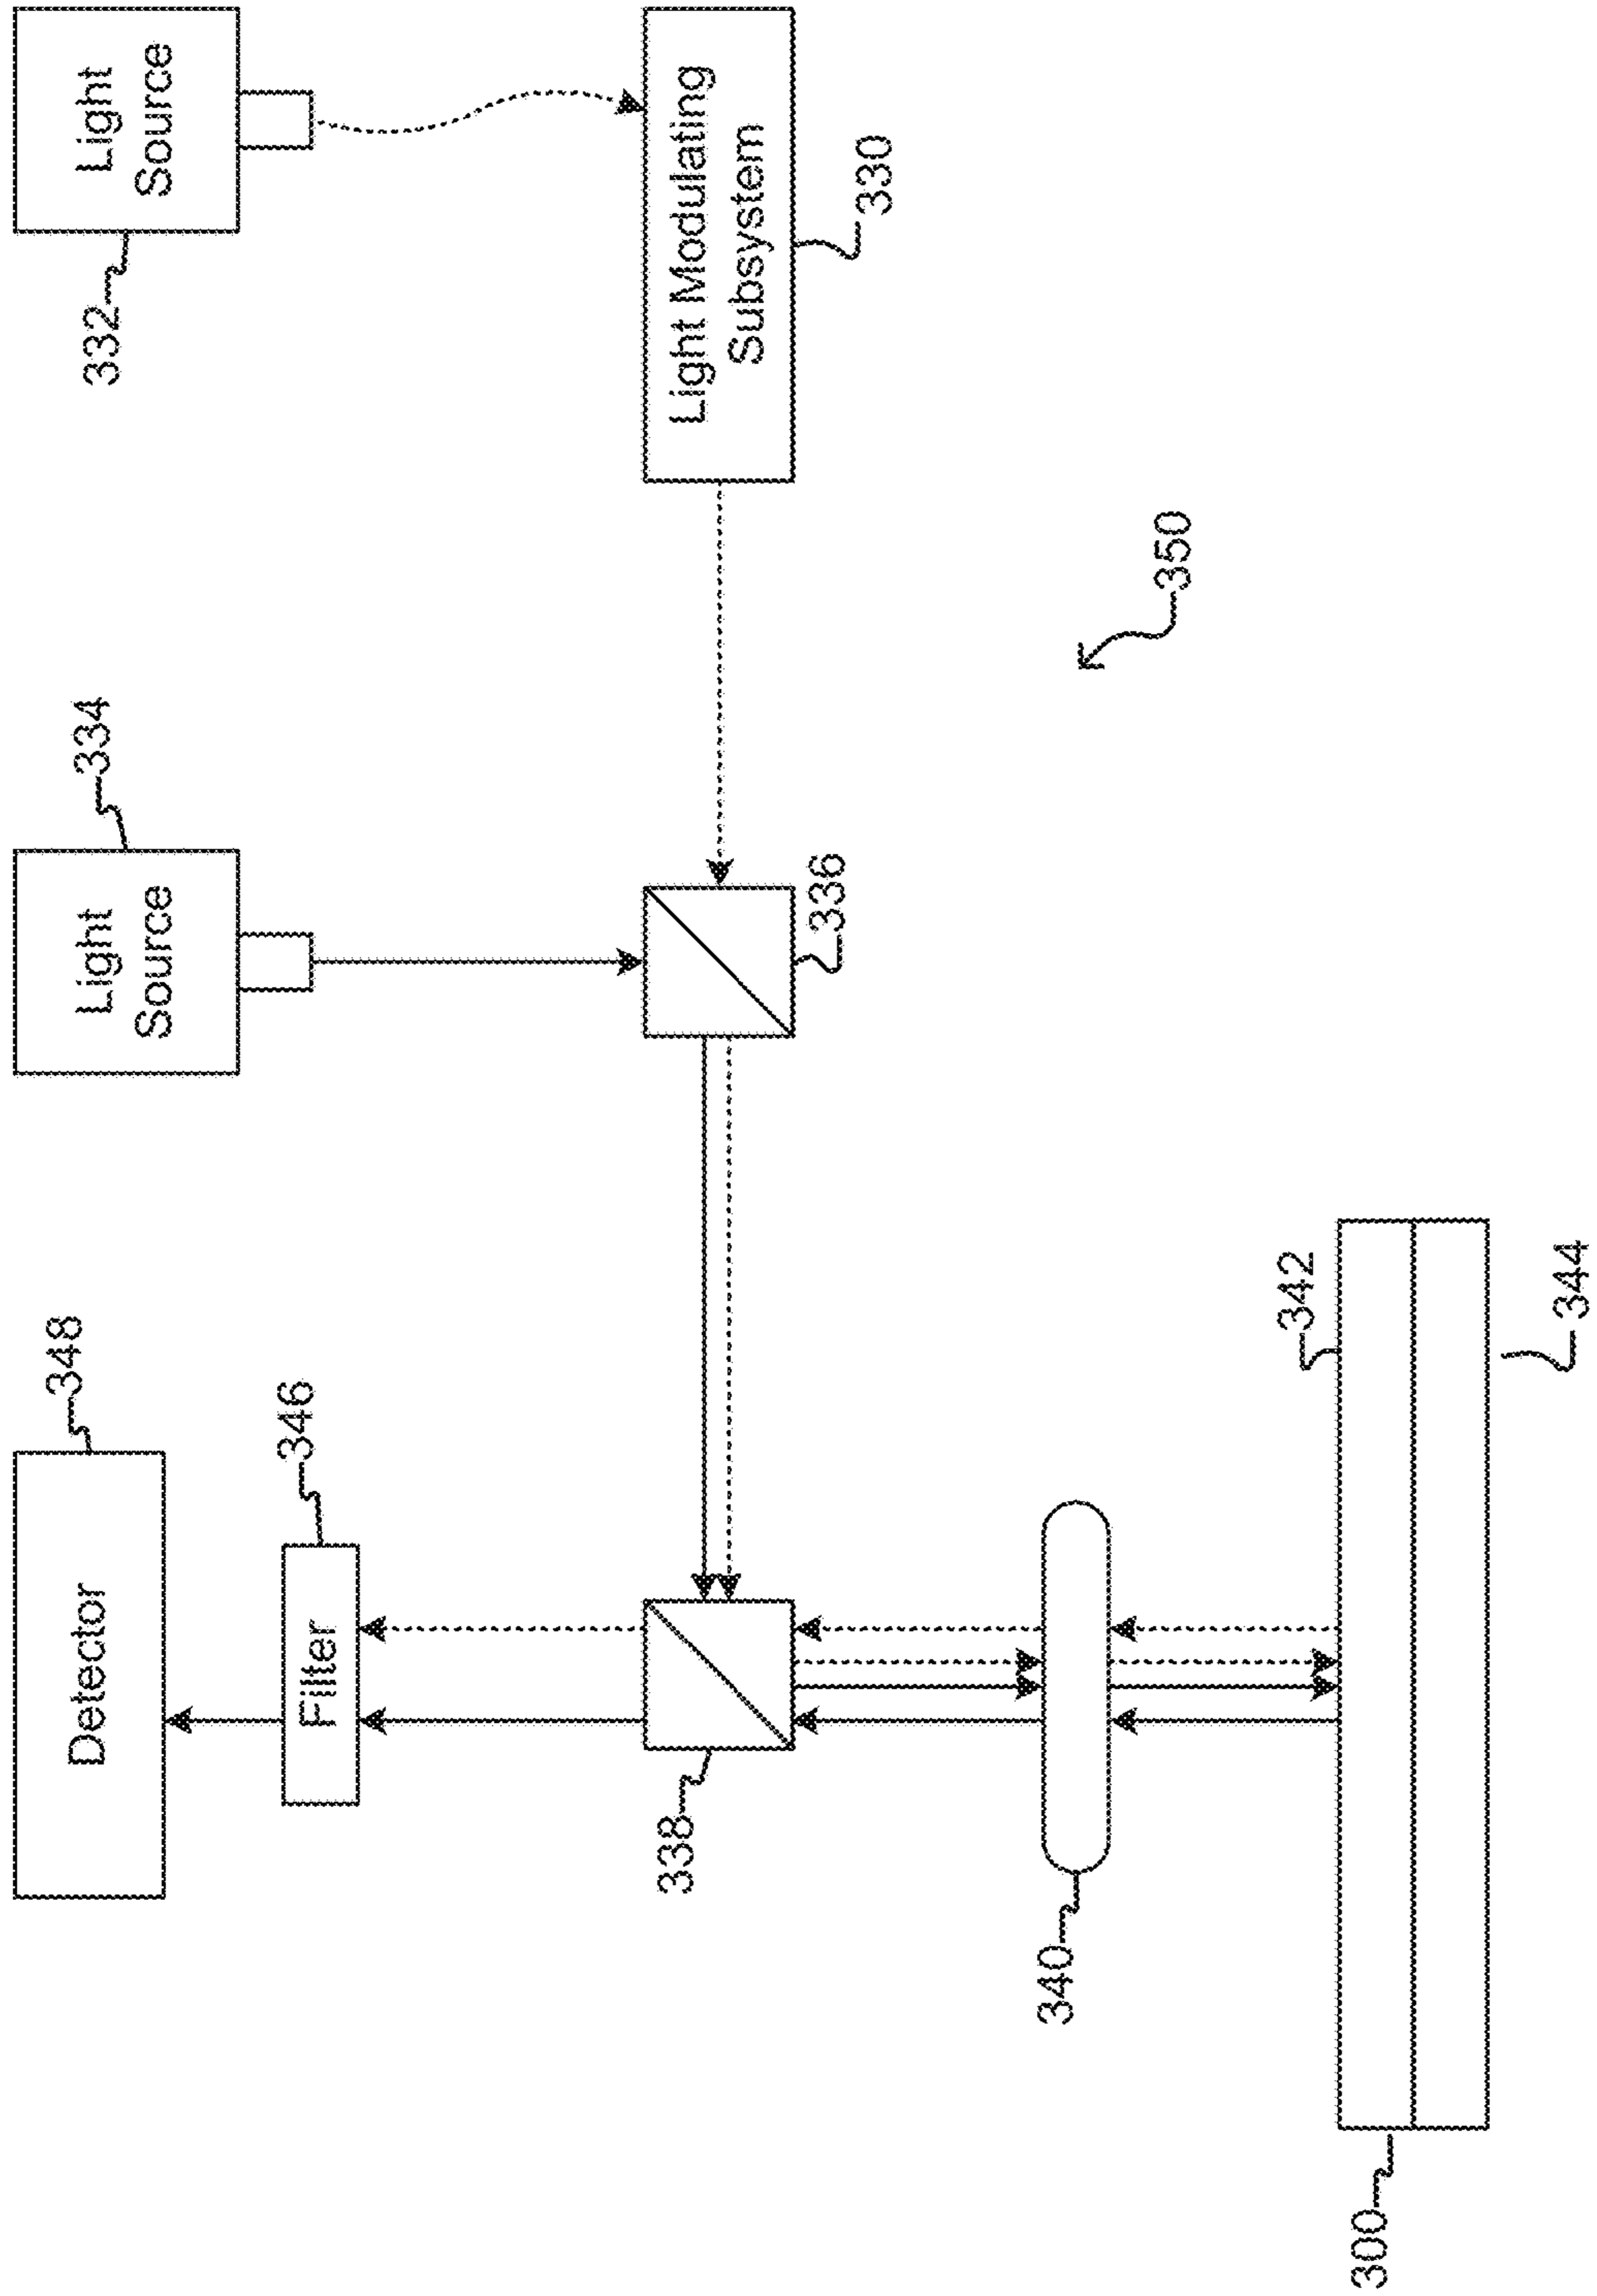 Detector
348
Filter
346
338
340
342
300
344
Light
Source
334
336
350
Light
Source
332
Light Modulating
Subsystem
330